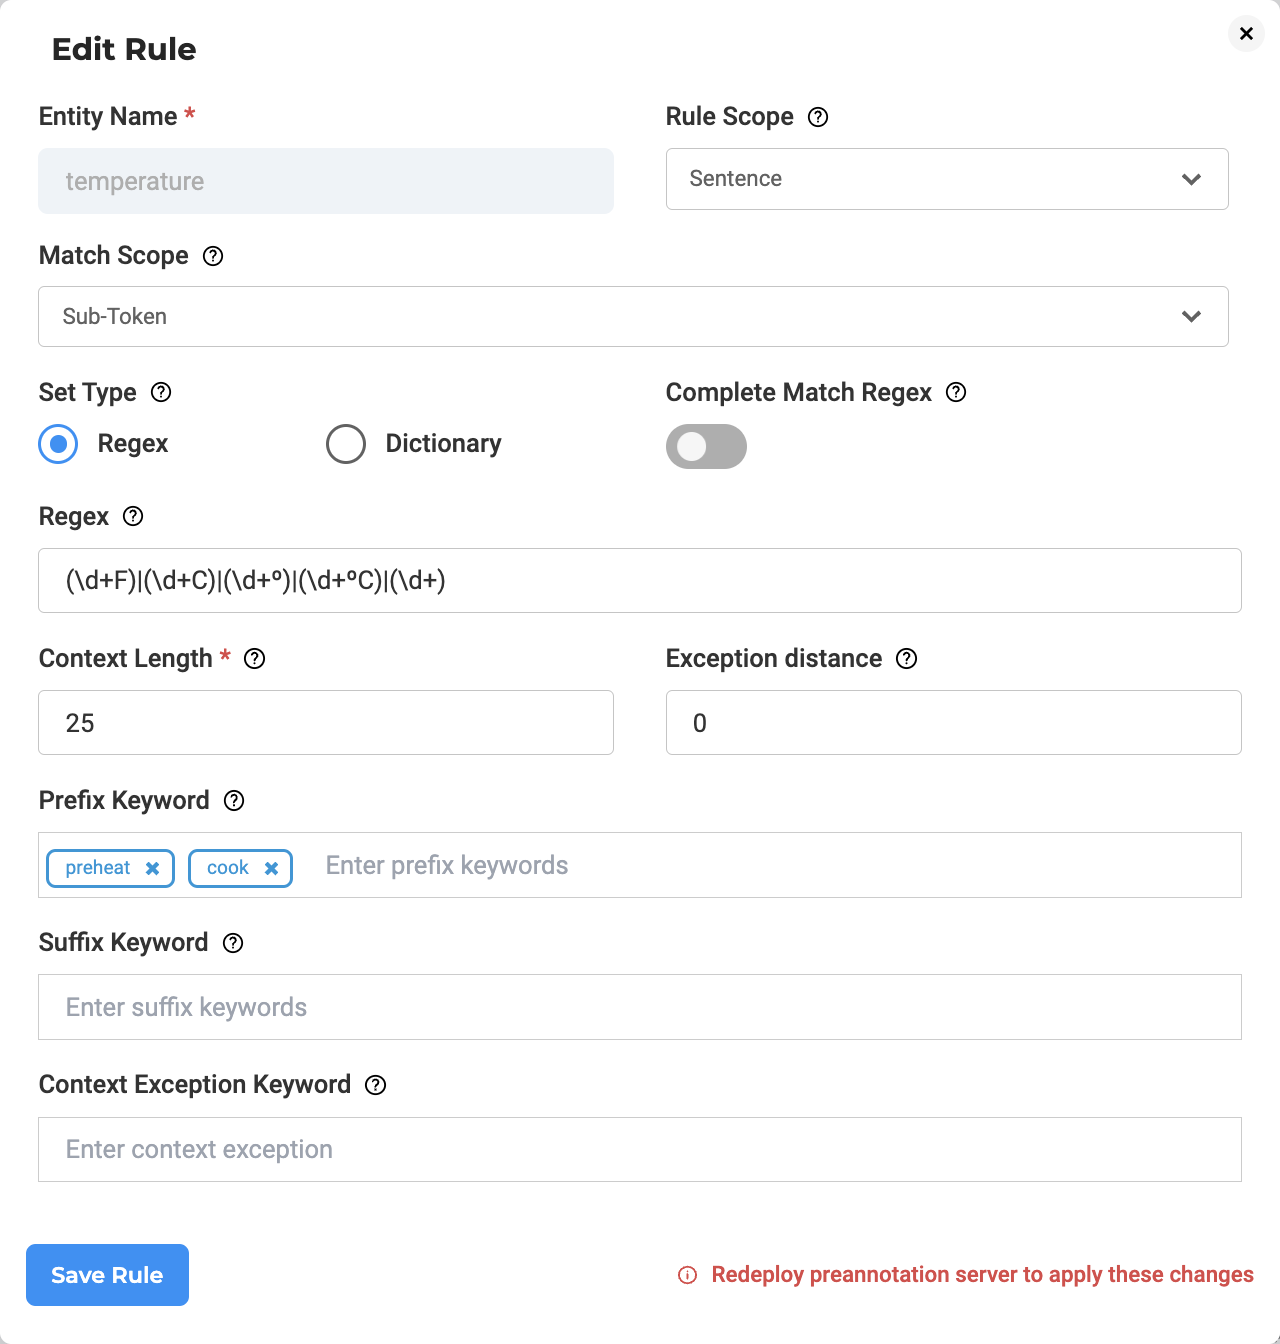 Edit Rule
Entity Name *
Rule Scope
temperature
Sentence
Match Scope
Sub-Token
Set Type
Complete Match Regex
Regex
Dictionary
Regex
(\d+F)|(\d+C)|(\d+º)|(\d+ºC)|(\d+)
Context Length *
Exception distance
25
0
Prefix Keyword
preheat
cook
Enter prefix keywords
Suffix Keyword
Enter suffix keywords
Context Exception Keyword
Enter context exception
Save Rule
Redeploy preannotation server to apply these changes